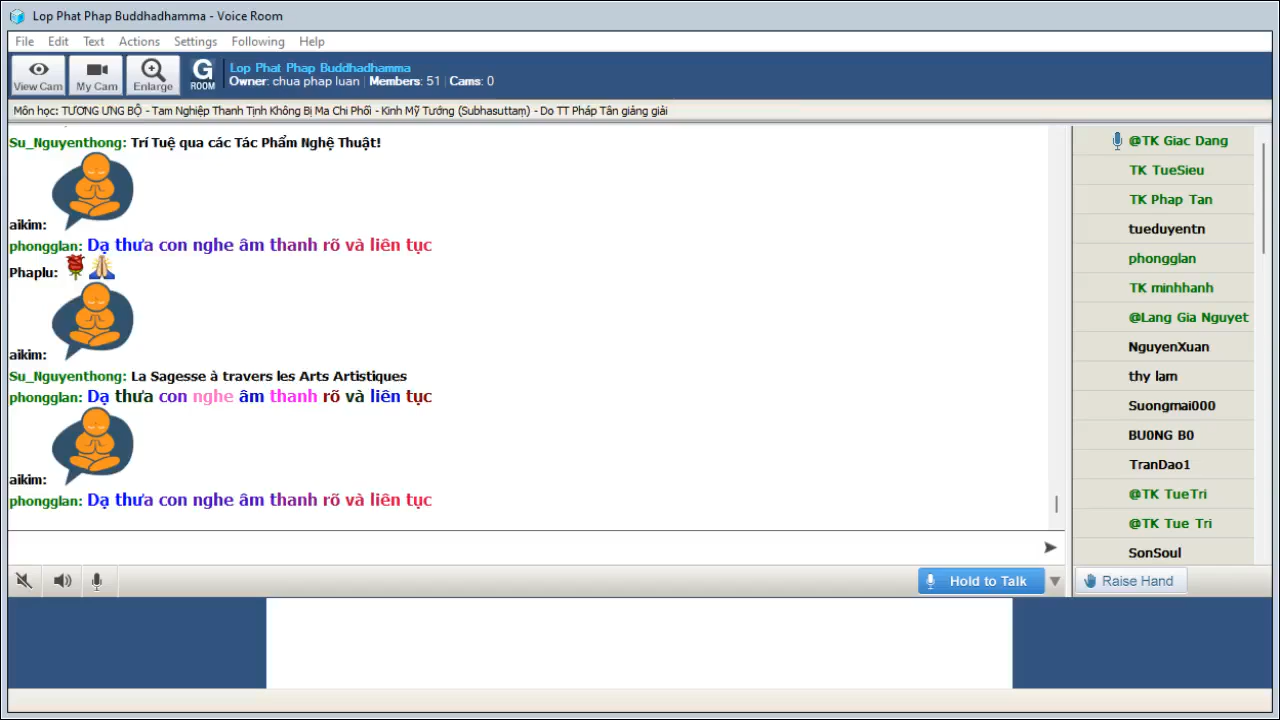 Lop Phat Phap Buddhadhamma - Voice Room
File Edit Text Actions Settings Following Help
View Cam
My Cam
Enlarge
G ROOM
Lop Phat Phap Buddhadhamma
Owner: chua phap luan | Members: 51 | Cams: 0
Môn học: TƯƠNG ƯNG BỘ - Tam Nghiệp Thanh Tịnh Không Bị Ma Chi Phối - Kinh Mỹ Tướng (Subhasuttaṃ) - Do TT Pháp Tân giảng giải
Su_Nguyenthong: Trí Tuệ qua các Tác Phẩm Nghệ Thuật!
aikim:
phongglan: Dạ thưa con nghe âm thanh rõ và liên tục
Phaplu:
aikim:
Su_Nguyenthong: La Sagesse à travers les Arts Artistiques
phongglan: Dạ thưa con nghe âm thanh rõ và liên tục
aikim:
phongglan: Dạ thưa con nghe âm thanh rõ và liên tục
@TK Giac Dang
TK TueSieu
TK Phap Tan
tueduyentn
phongglan
TK minhhanh
@Lang Gia Nguyet
NguyenXuan
thy lam
Suongmai000
BU0NG B0
TranDao1
@TK TueTri
@TK Tue Tri
SonSoul
Hold to Talk
Raise Hand